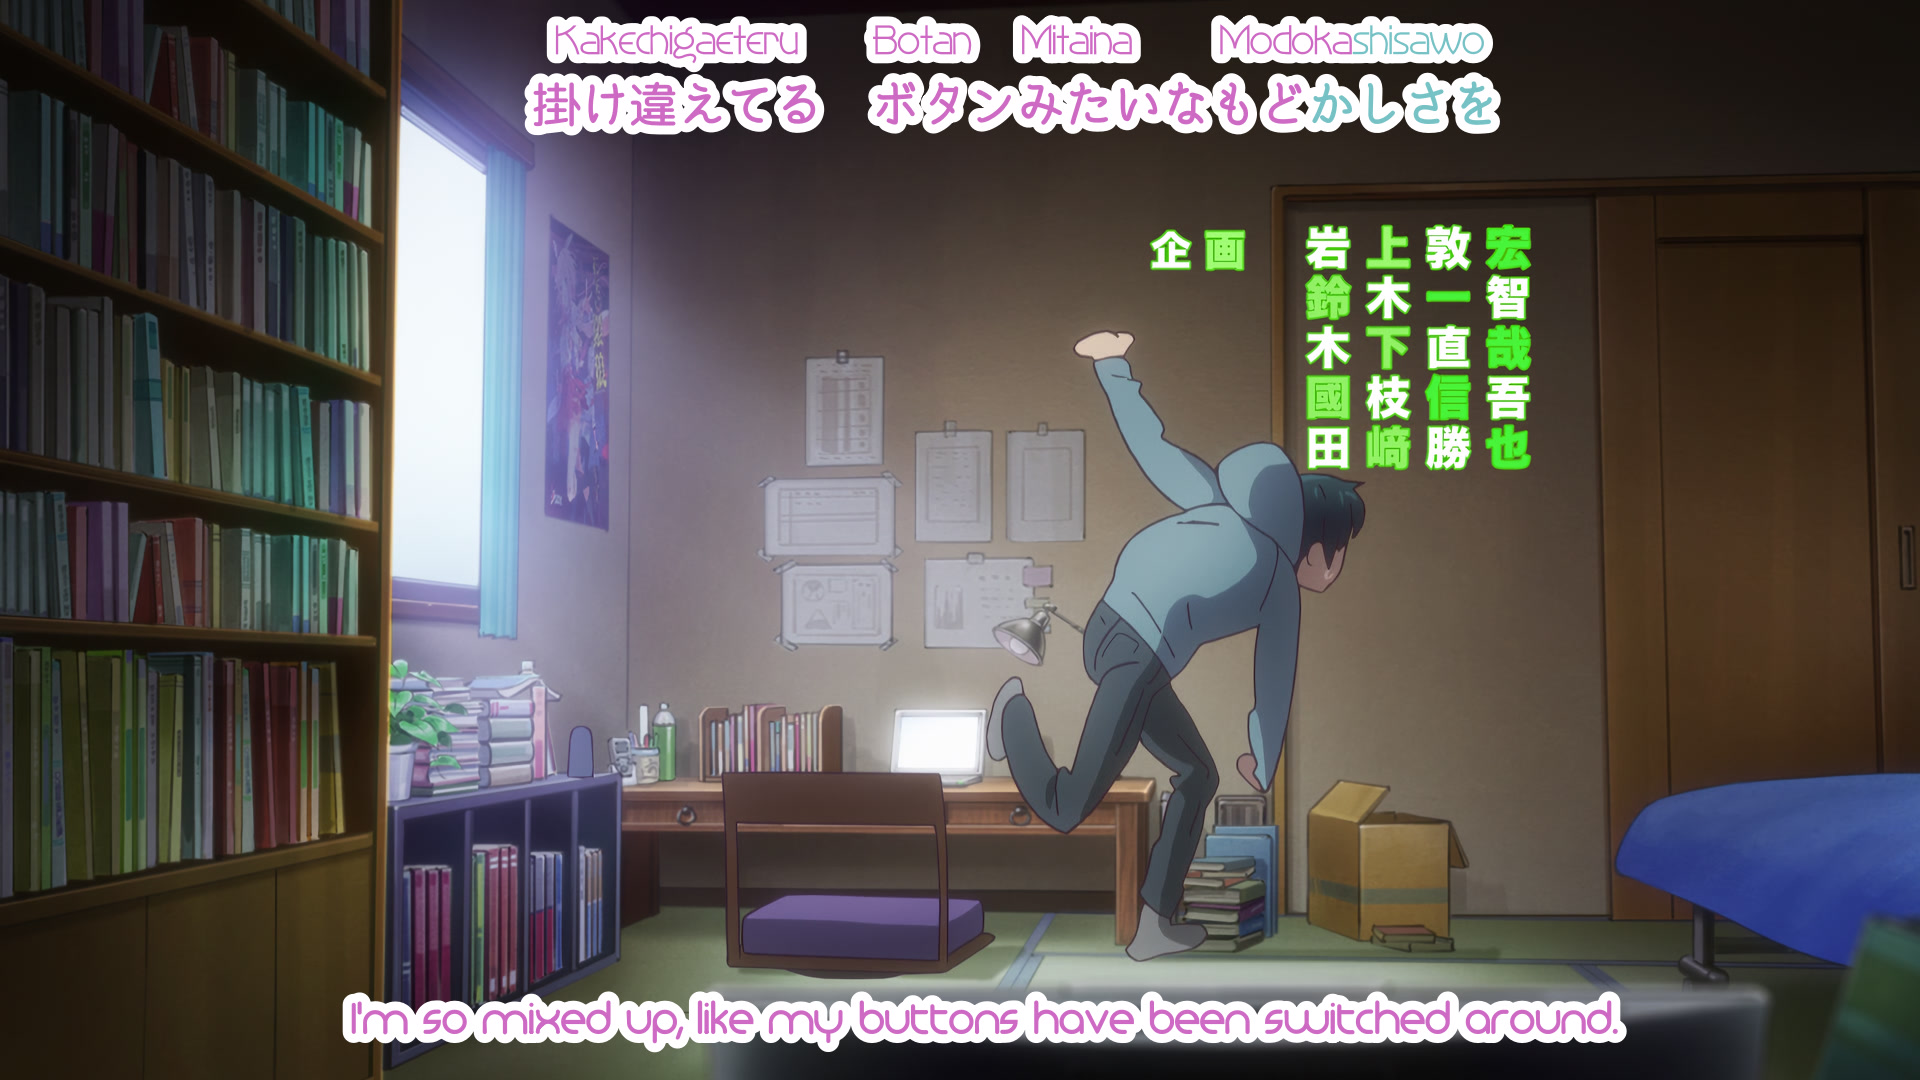 Kakechigaeteru Botan Mitaina Modokashisawo
掛け違えてる ボタンみたいなもどかしさを
企画 岩上敦宏
鈴木一智
木下直哉
國枝信吾
田﨑勝也
I'm so mixed up, like my buttons have been switched around.